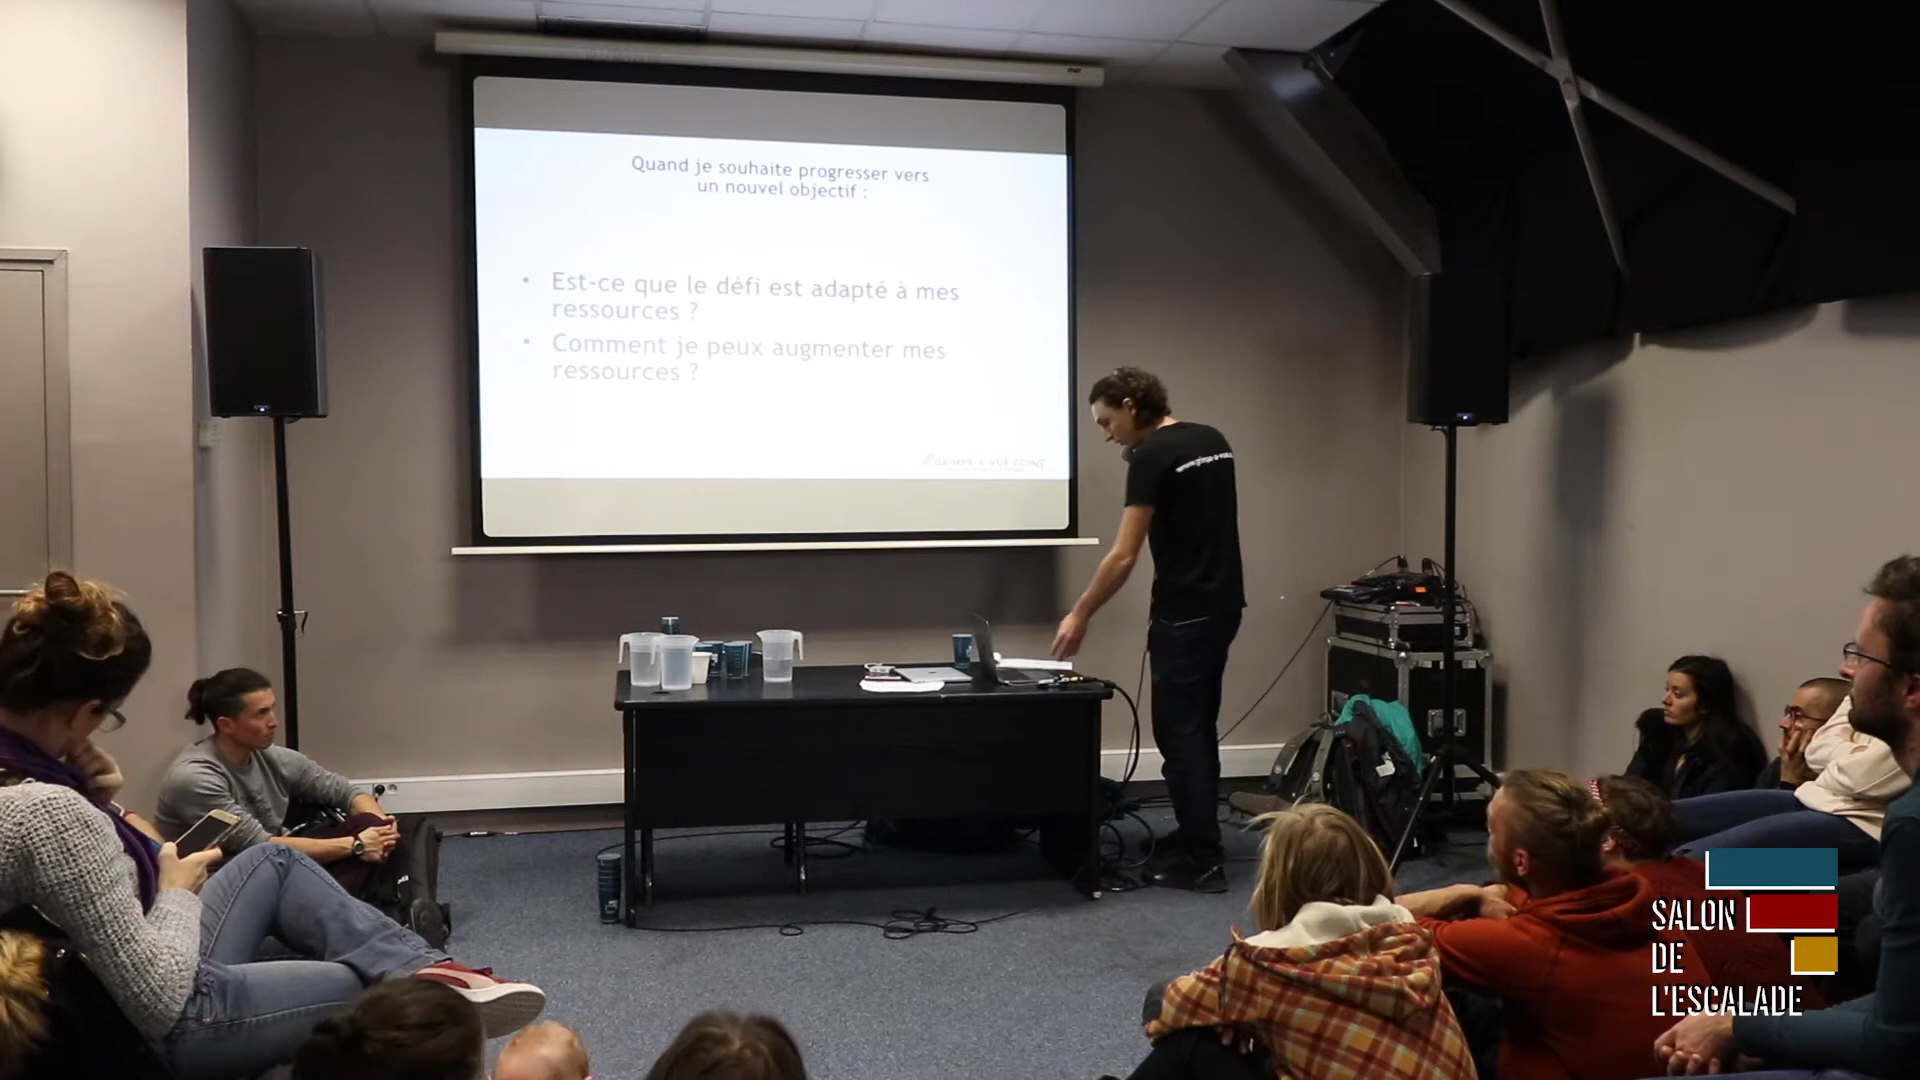 Quand je souhaite progresser vers
un nouvel objectif :
• Est-ce que le défi est adapté à mes
ressources ?
• Comment je peux augmenter mes
ressources ?
SALON
DE
L'ESCALADE